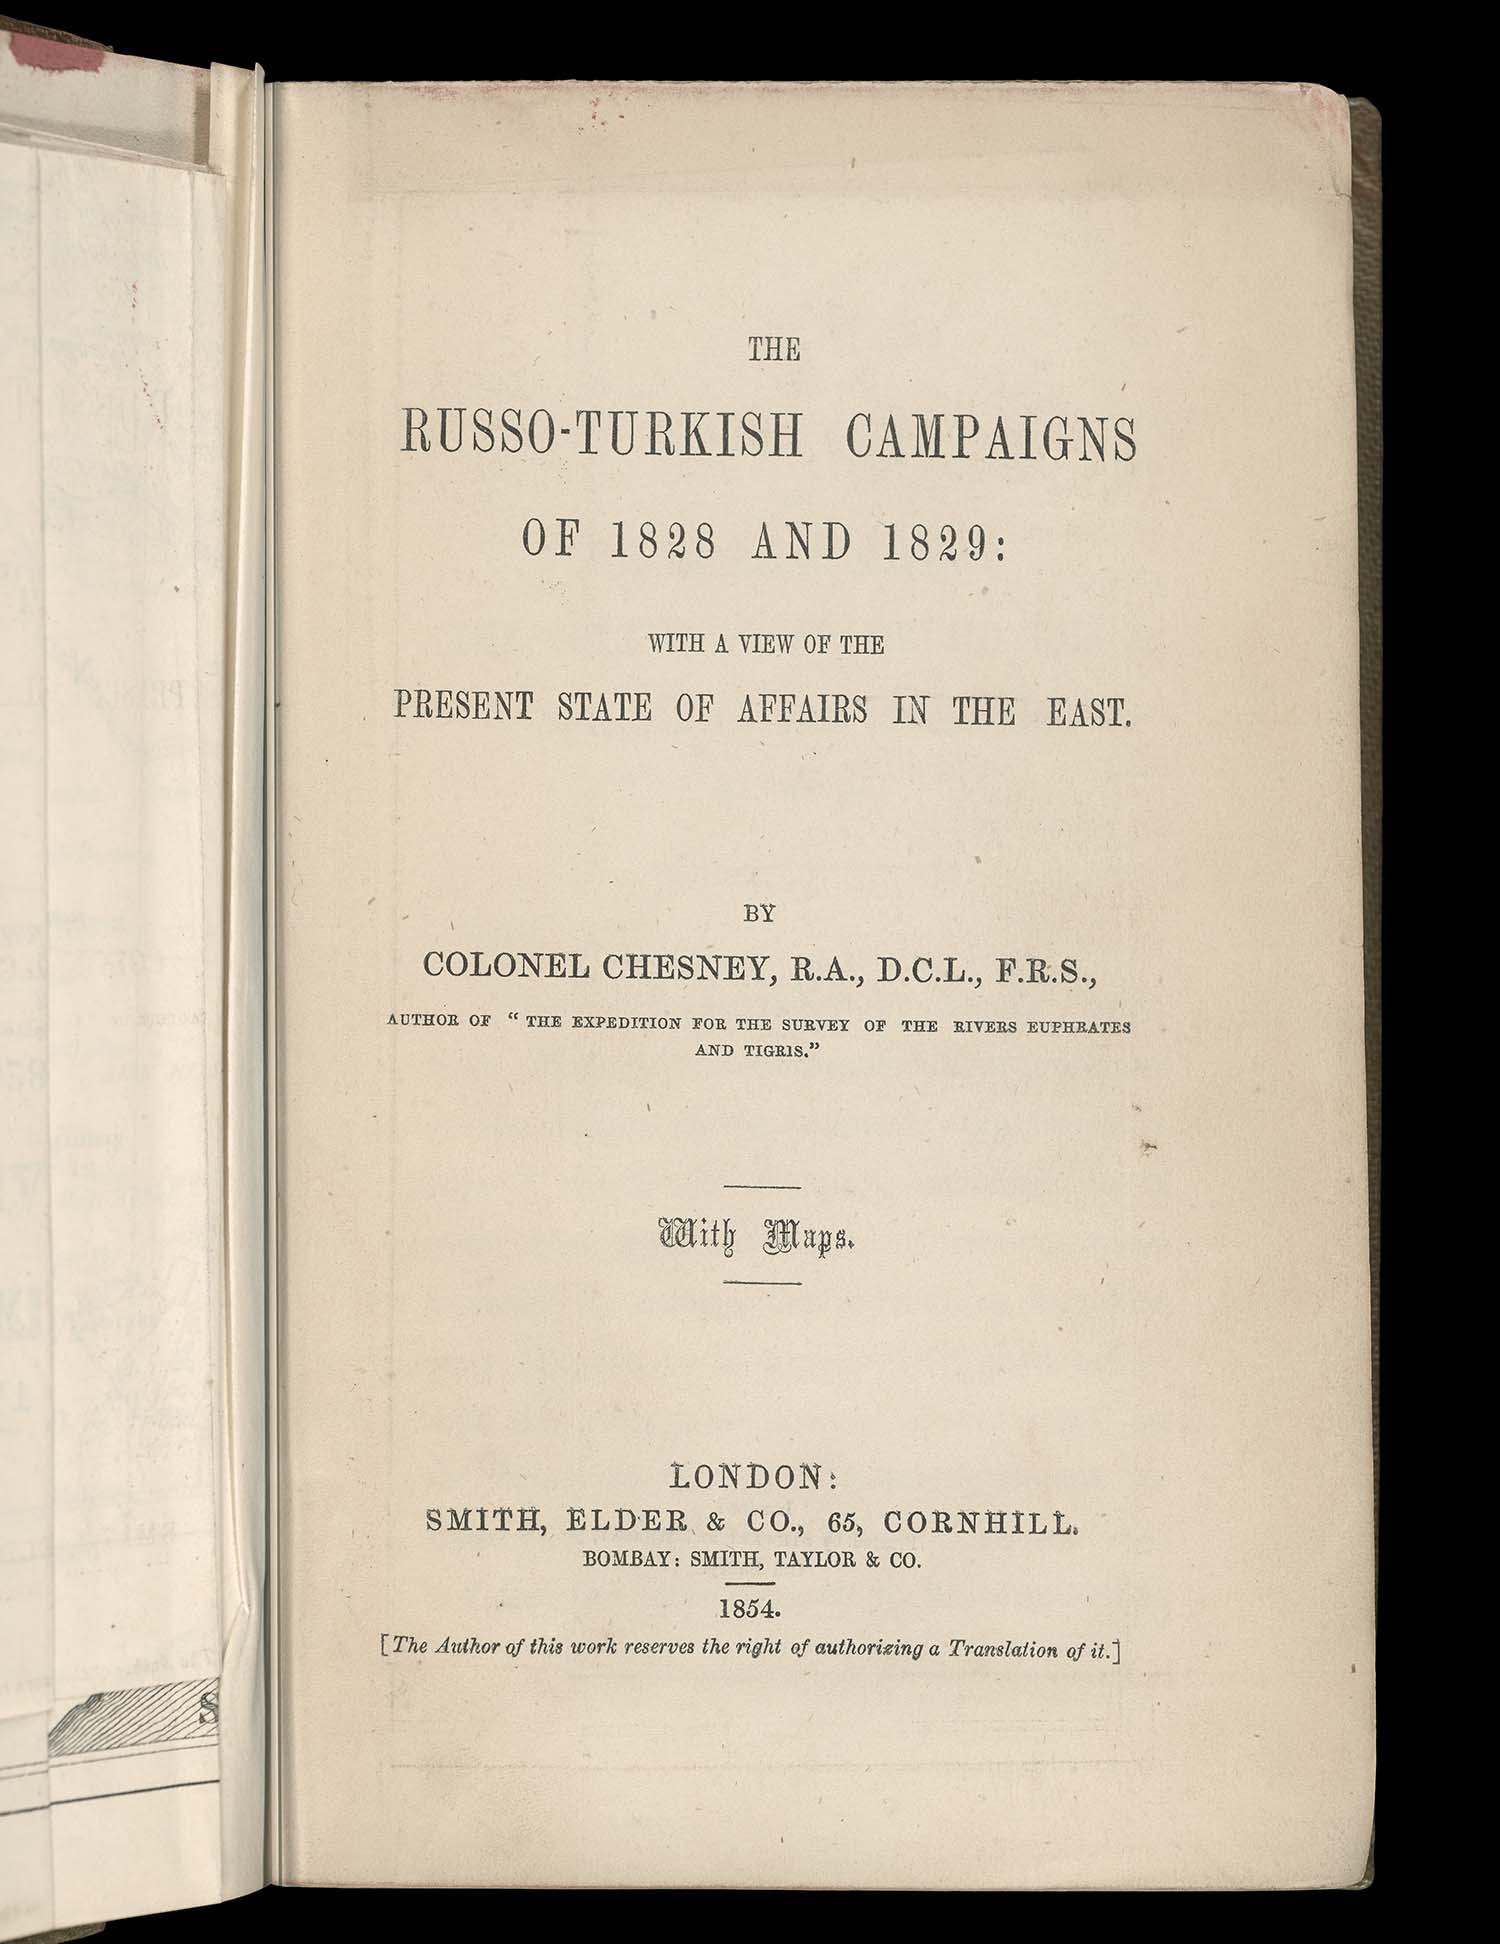 THE
RUSSO-TURKISH CAMPAIGNS
OF 1828 AND 1829:
WITH A VIEW OF THE
PRESENT STATE OF AFFAIRS IN THE EAST.
BY
COLONEL CHESNEY, R.A., D.C.L., F.R.S.,
AUTHOR OF "THE EXPEDITION FOR THE SURVEY OF THE RIVERS EUPHRATES
AND TIGRIS."
With Maps.
LONDON:
SMITH, ELDER & CO., 65, CORNHILL.
BOMBAY: SMITH, TAYLOR & CO.
1854.
[The Author of this work reserves the right of authorizing a Translation of it.]